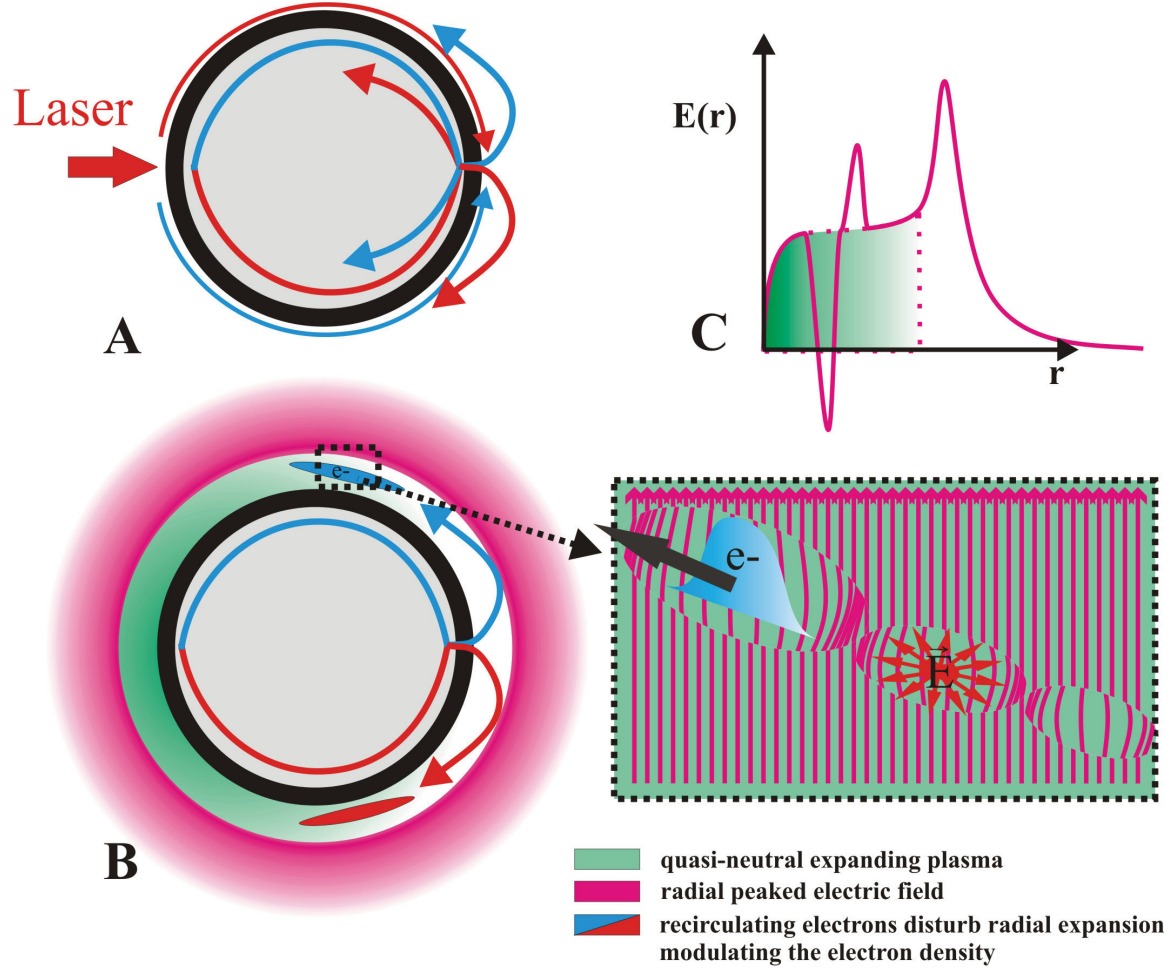 Laser
A
E(r)
C
r
e-
B
e-
E
quasi-neutral expanding plasma
radial peaked electric field
recirculating electrons disturb radial expansion
modulating the electron density